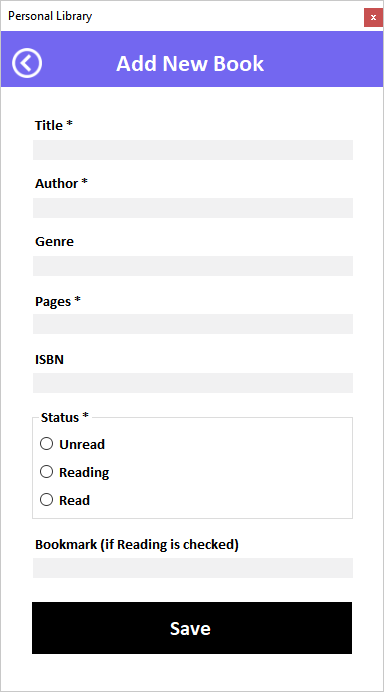 Personal Library
x
Add New Book
Title *
Author *
Genre
Pages *
ISBN
Status *
Unread
Reading
Read
Bookmark (if Reading is checked)
Save